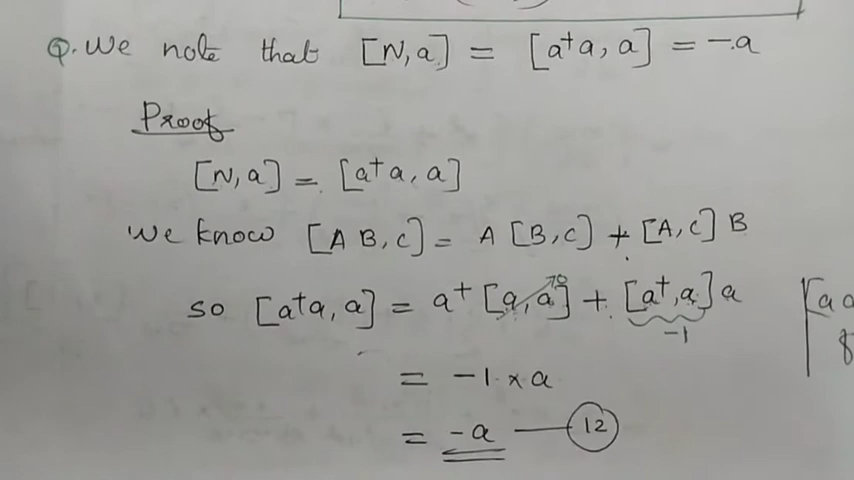 Q. We note that [N, a] = [a†a, a] = -a
Proof
[N, a] = [a†a, a]
We know [AB, C] = A [B, C] + [A, C] B
so [a†a, a] = a† [a, a]→0 + [a†, a] a
-1
= -1 × a
= -a — 12